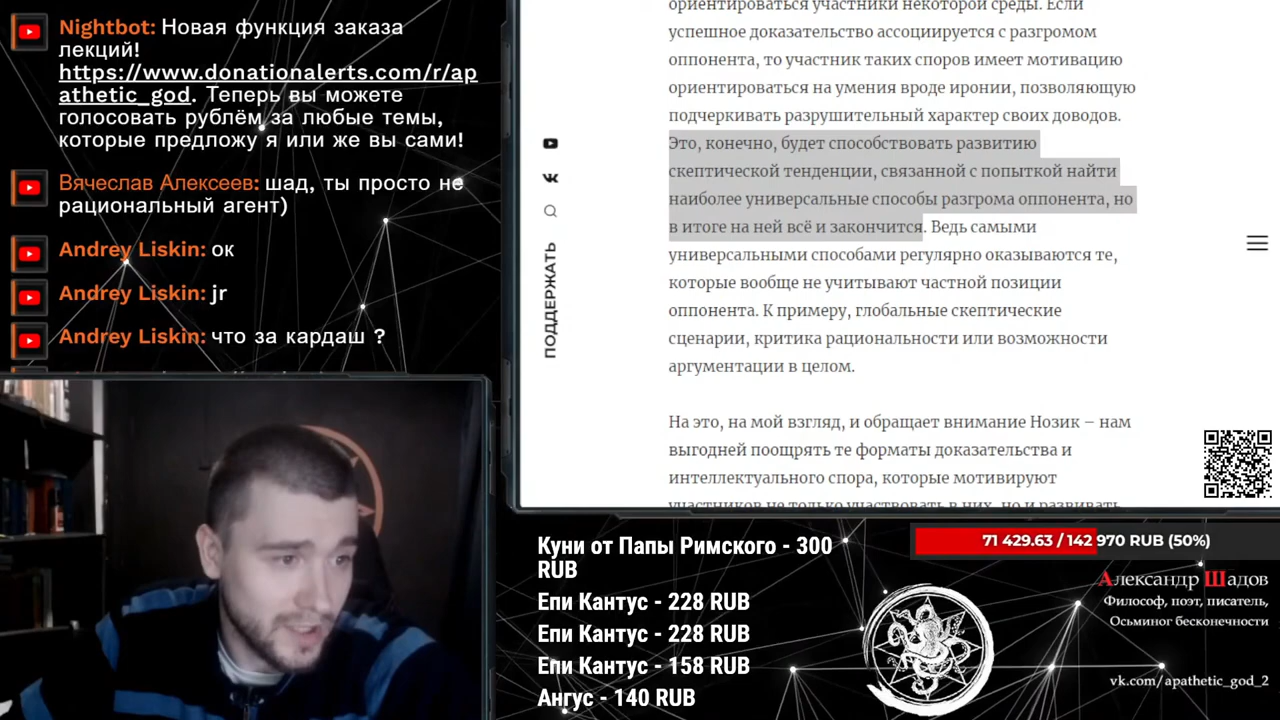 Nightbot: Новая функция заказа
лекций!
https://www.donationalerts.com/r/ap
athetic_god. Теперь вы можете
голосовать рублём за любые темы,
которые предложу я или же вы сами!
Вячеслав Алексеев: шад, ты просто не
рациональный агент)
Andrey Liskin: ок
Andrey Liskin: jr
Andrey Liskin: что за кардаш ?
ориентироваться участники некоторой среды. Если
успешное доказательство ассоциируется с разгромом
оппонента, то участник таких споров имеет мотивацию
ориентироваться на умения вроде иронии, позволяющую
подчеркивать разрушительный характер своих доводов.
Это, конечно, будет способствовать развитию
скептической тенденции, связанной с попыткой найти
наиболее универсальные способы разгрома оппонента, но
в итоге на ней всё и закончится. Ведь самыми
универсальными способами регулярно оказываются те,
которые вообще не учитывают частной позиции
оппонента. К примеру, глобальные скептические
сценарии, критика рациональности или возможности
аргументации в целом.
На это, на мой взгляд, и обращает внимание Нозик – нам
выгодней поощрять те форматы доказательства и
интеллектуального спора, которые мотивируют
участников не только участвовать в них, но и развивать
ПОДДЕРЖАТЬ
Куни от Папы Римского - 300
RUB
Епи Кантус - 228 RUB
Епи Кантус - 228 RUB
Епи Кантус - 158 RUB
Ангус - 140 RUB
71 429.63 / 142 970 RUB (50%)
Александр Шадов
Философ, поэт, писатель,
Осьминог бесконечности
vk.com/apathetic_god_2